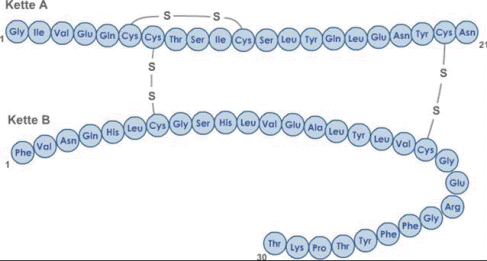 Kette A
S S
1 Gly Ile Val Glu Gln Cys Cys Thr Ser Ile Cys Ser Leu Tyr Gln Leu Glu Asn Tyr Cys Asn 21
S S
S S
Kette B
1 Phe Val Asn Gln His Leu Cys Gly Ser His Leu Val Glu Ala Leu Tyr Leu Val Cys Gly
Glu
Arg
Gly
Phe
Phe
Tyr
Thr
Pro
Lys
Thr
30